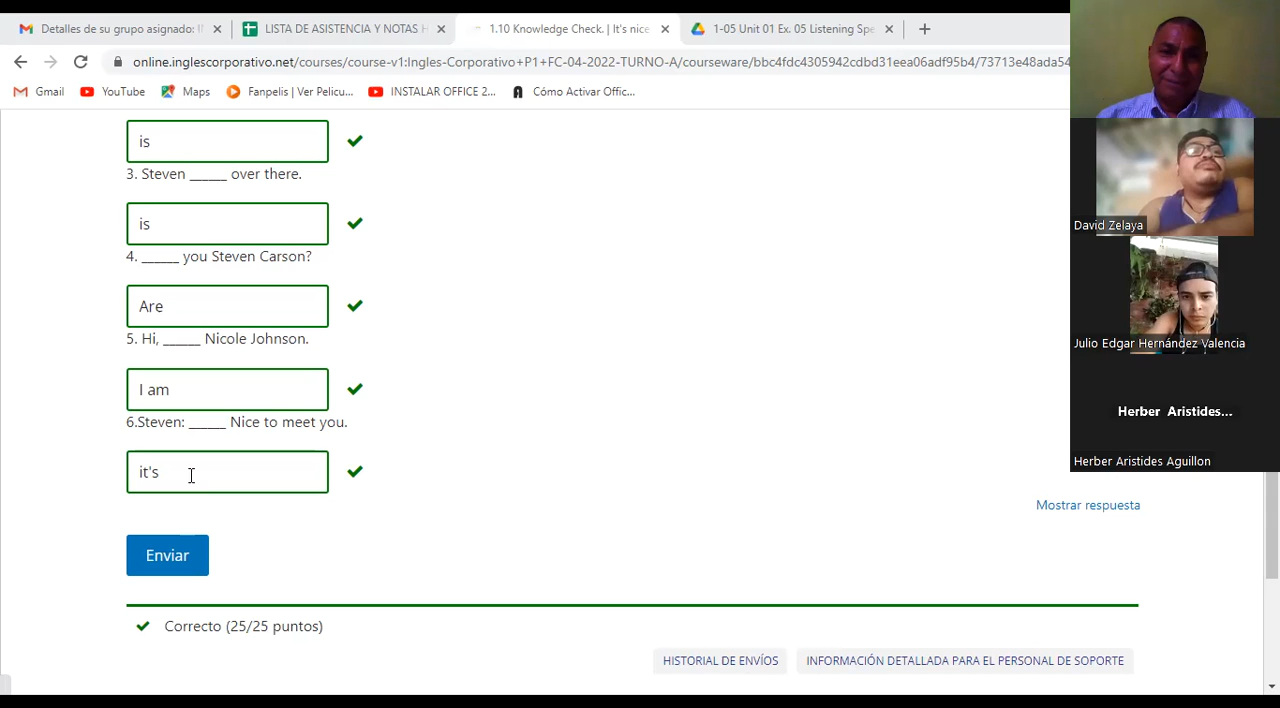 Detalles de su grupo asignado: I
LISTA DE ASISTENCIA Y NOTAS H
1.10 Knowledge Check. | It's nice
1-05 Unit 01 Ex. 05 Listening Spe
online.inglescorporativo.net/courses/course-v1:Ingles-Corporativo+P1+FC-04-2022-TURNO-A/courseware/bbc4fdc4305942cdbd31eea06adf95b4/73713e48ada54
Gmail
YouTube
Maps
Fanpelis | Ver Pelicu...
INSTALAR OFFICE 2...
Cómo Activar Offic...
is
3. Steven ______ over there.
is
4. ______ you Steven Carson?
Are
5. Hi, ______ Nicole Johnson.
I am
6.Steven: ______ Nice to meet you.
it's
Mostrar respuesta
Enviar
Correcto (25/25 puntos)
HISTORIAL DE ENVÍOS
INFORMACIÓN DETALLADA PARA EL PERSONAL DE SOPORTE
David Zelaya
Julio Edgar Hernández Valencia
Herber Aristides...
Herber Aristides Aguillon